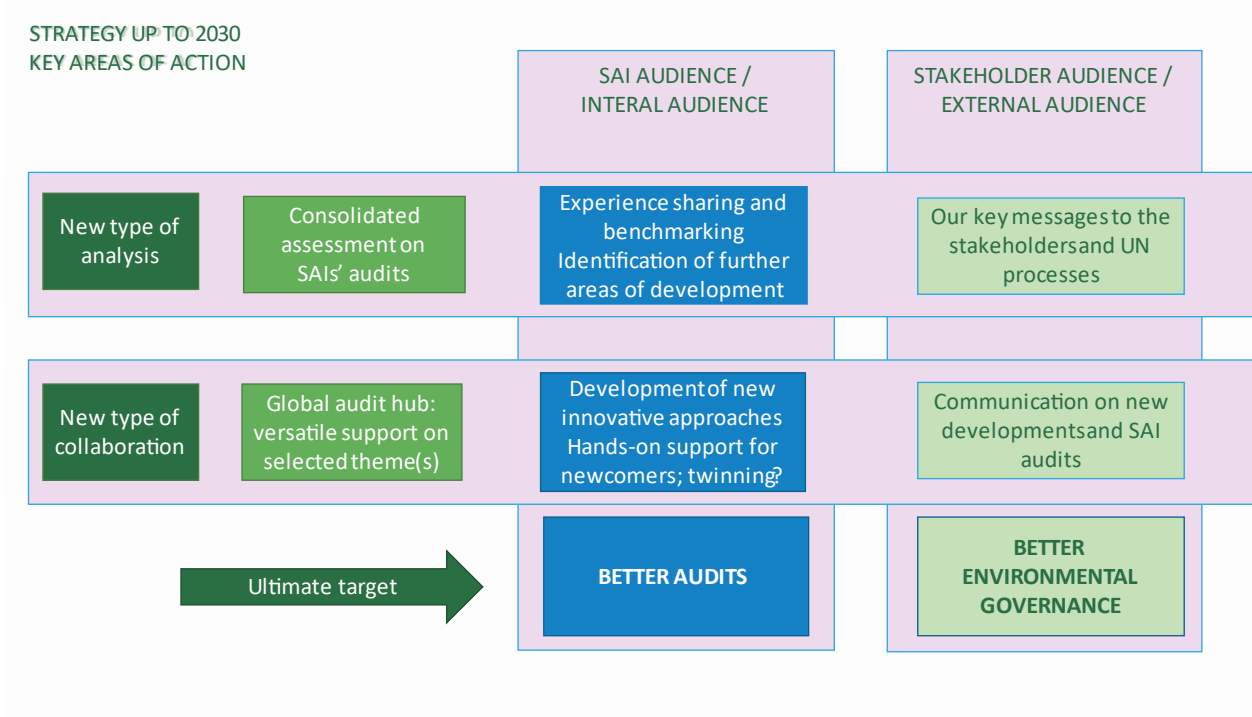 STRATEGY UP TO 2030
KEY AREAS OF ACTION
SAI AUDIENCE /
INTERAL AUDIENCE
STAKEHOLDER AUDIENCE /
EXTERNAL AUDIENCE
New type of
analysis
Consolidated
assessment on
SAIs’ audits
Experience sharing and
benchmarking
Identification of further
areas of development
Our key messages to the
stakeholders and UN
processes
New type of
collaboration
Global audit hub:
versatile support on
selected theme(s)
Development of new
innovative approaches
Hands-on support for
newcomers; twinning?
Communication on new
developments and SAI
audits
Ultimate target
BETTER AUDITS
BETTER
ENVIRONMENTAL
GOVERNANCE